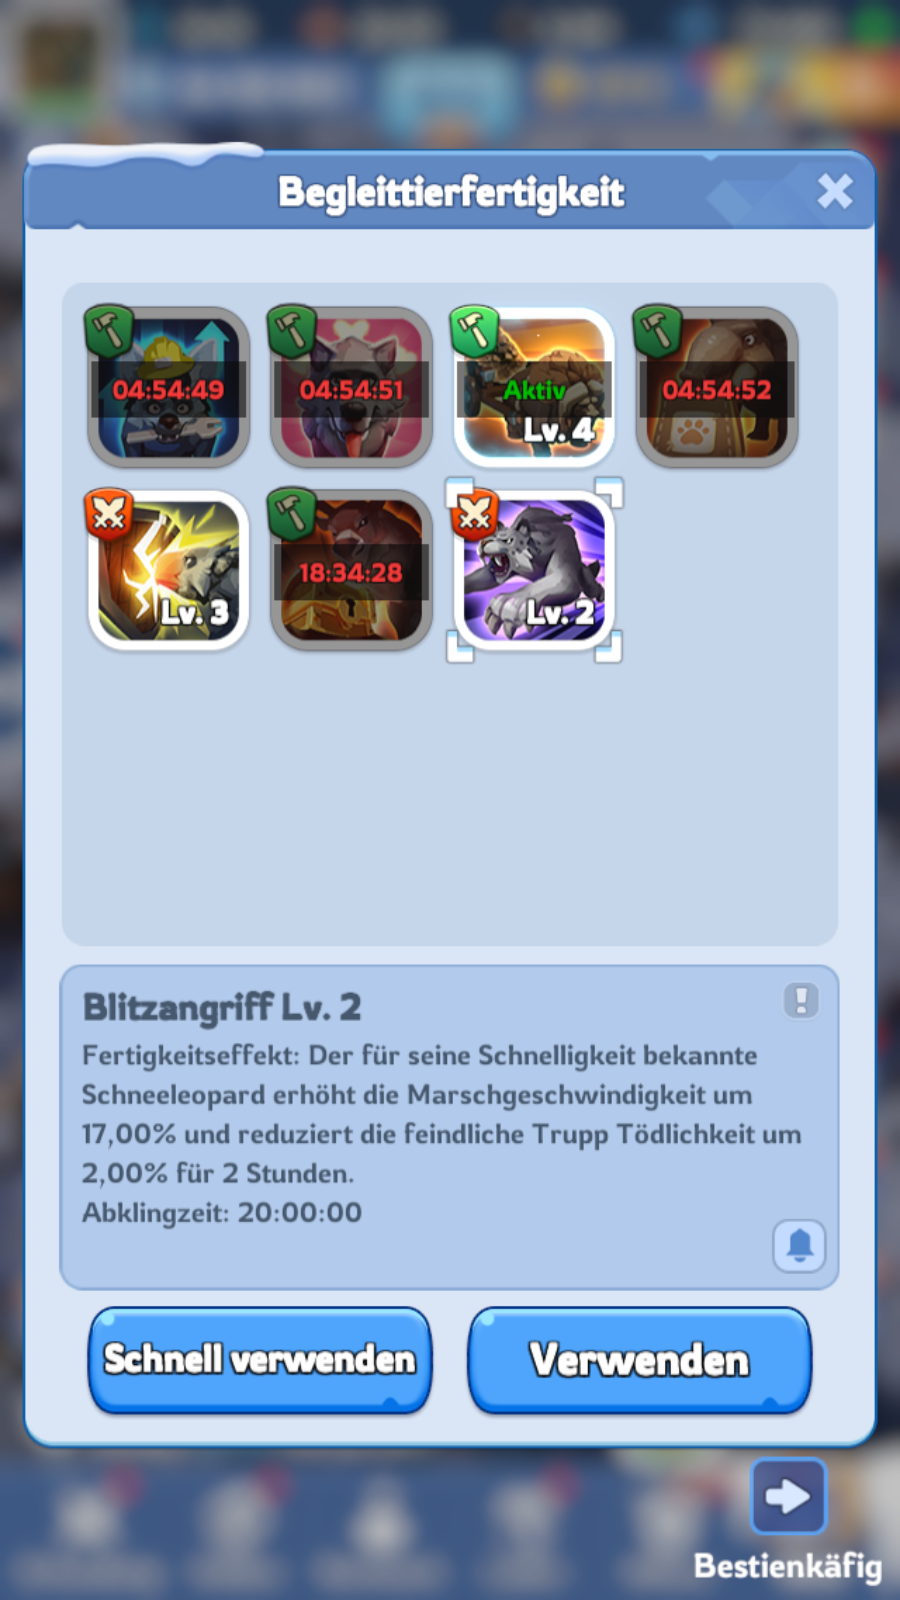 Begleittierfertigkeit
04:54:49
04:54:51
Aktiv
Lv. 4
04:54:52
Lv. 3
18:34:28
Lv. 2
Blitzangriff Lv. 2
Fertigkeitseffekt: Der für seine Schnelligkeit bekannte
Schneeleopard erhöht die Marschgeschwindigkeit um
17,00% und reduziert die feindliche Trupp Tödlichkeit um
2,00% für 2 Stunden.
Abklingzeit: 20:00:00
Schnell verwenden
Verwenden
Bestienkäfig